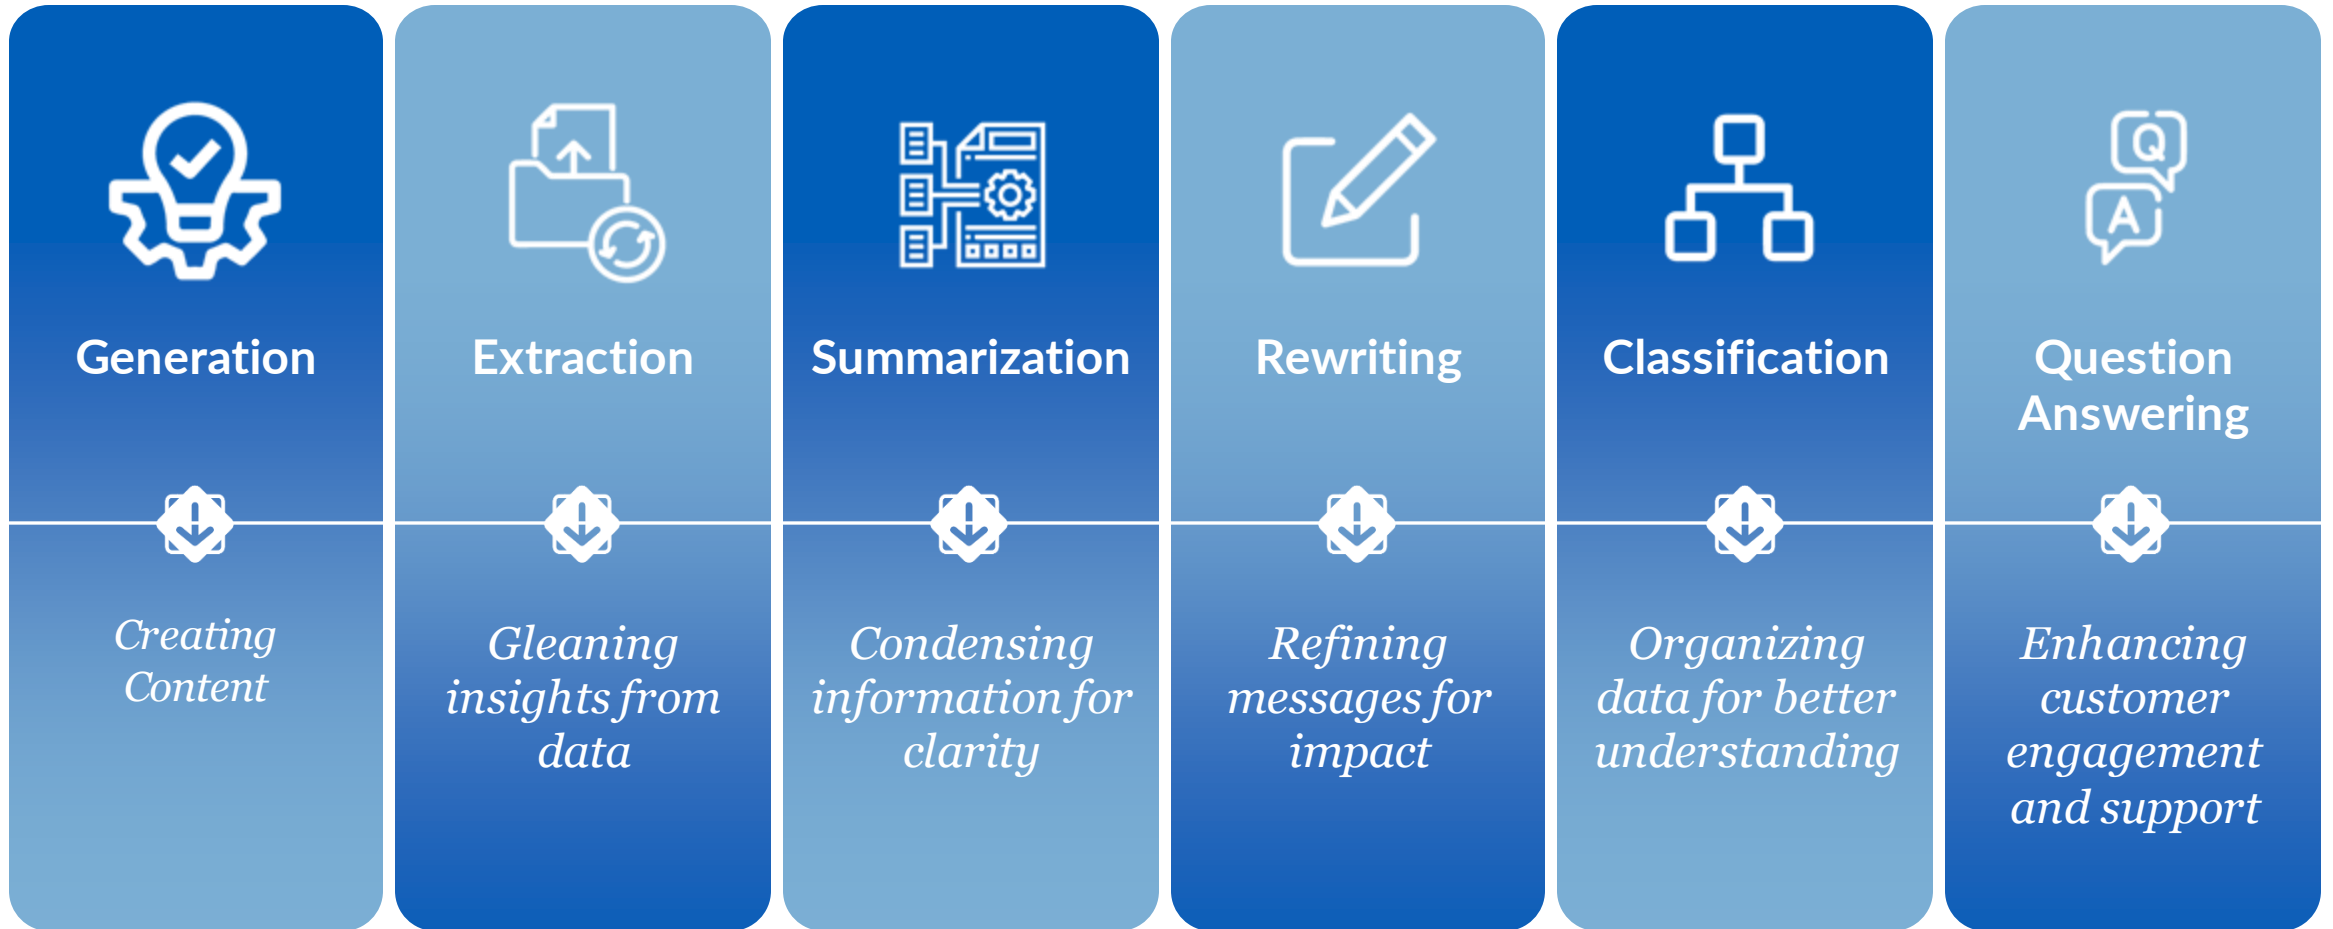 Q
A
Generation
Extraction
Summarization
Rewriting
Classification
Question
Answering
Creating
Content
Gleaning
insights from
data
Condensing
information for
clarity
Refining
messages for
impact
Organizing
data for better
understanding
Enhancing
customer
engagement
and support